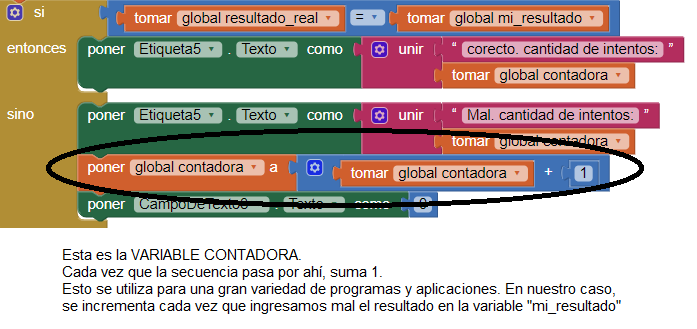 si tomar global resultado_real = tomar global mi_resultado
entonces poner Etiqueta5 . Texto como unir " corecto. cantidad de intentos: "
tomar global contadora
sino poner Etiqueta5 . Texto como unir " Mal. cantidad de intentos: "
tomar global contadora
poner global contadora a tomar global contadora + 1
poner CampoDeTexto6 . Texto como 0
Esta es la VARIABLE CONTADORA.
Cada vez que la secuencia pasa por ahí, suma 1.
Esto se utiliza para una gran variedad de programas y aplicaciones. En nuestro caso,
se incrementa cada vez que ingresamos mal el resultado en la variable "mi_resultado"